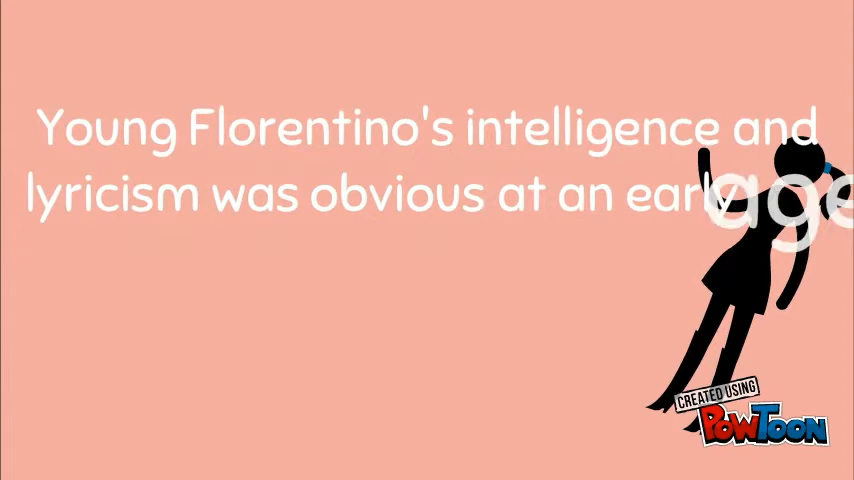 Young Florentino's intelligence and
lyricism was obvious at an early age
CREATED USING
POWTOON